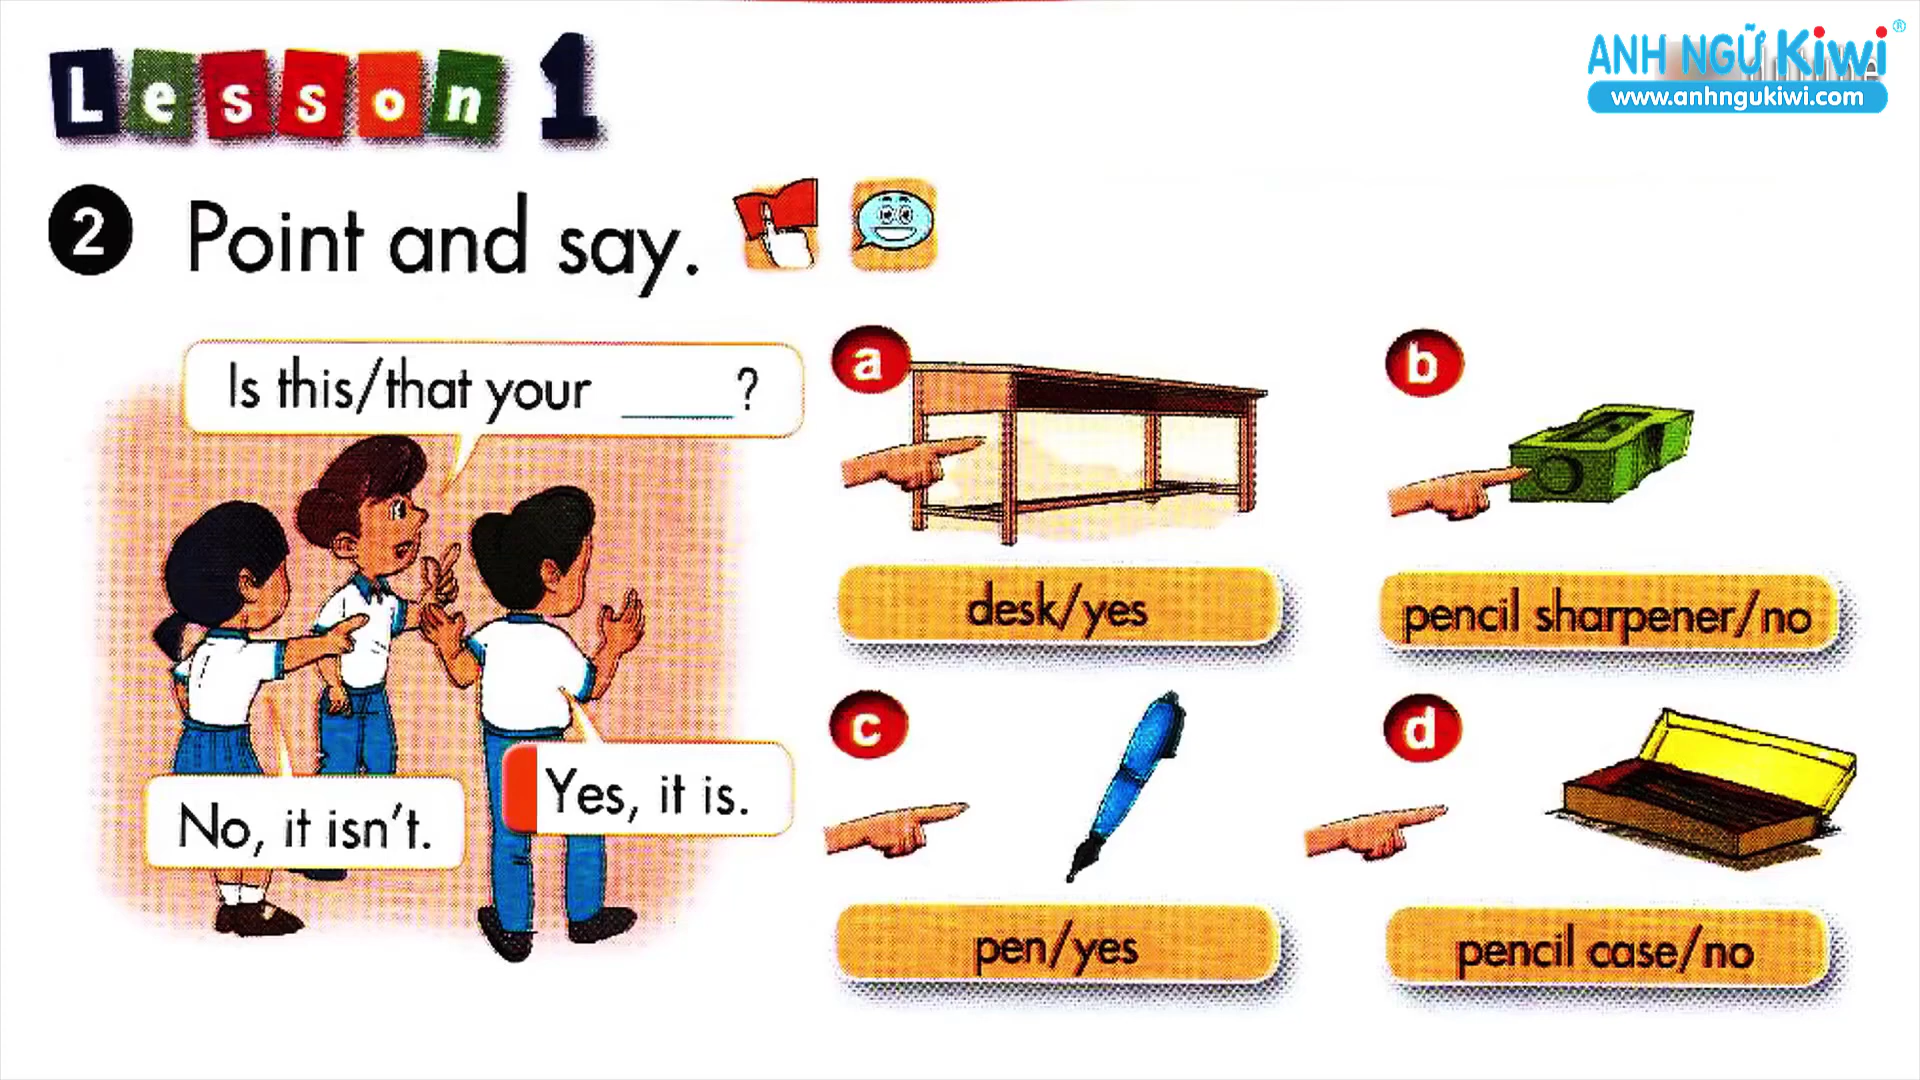 Lesson 1
ANH NGỮ Kiwi®
www.anhngukiwi.com
2 Point and say.
Is this/that your _____?
No, it isn't.
Yes, it is.
a
desk/yes
b
pencil sharpener/no
c
pen/yes
d
pencil case/no